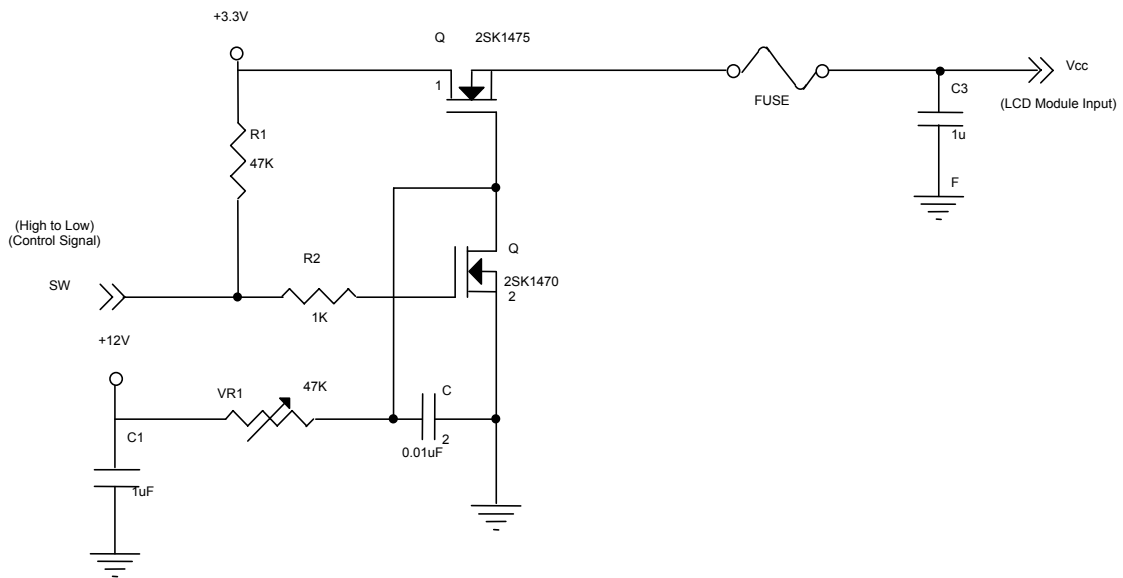 +3.3V
Q 2SK1475
1
FUSE
Vcc
(LCD Module Input)
C3
1u
F
R1
47K
(High to Low)
(Control Signal)
SW
R2
1K
Q
2SK1470
2
+12V
VR1
47K
C
2
0.01uF
C1
1uF